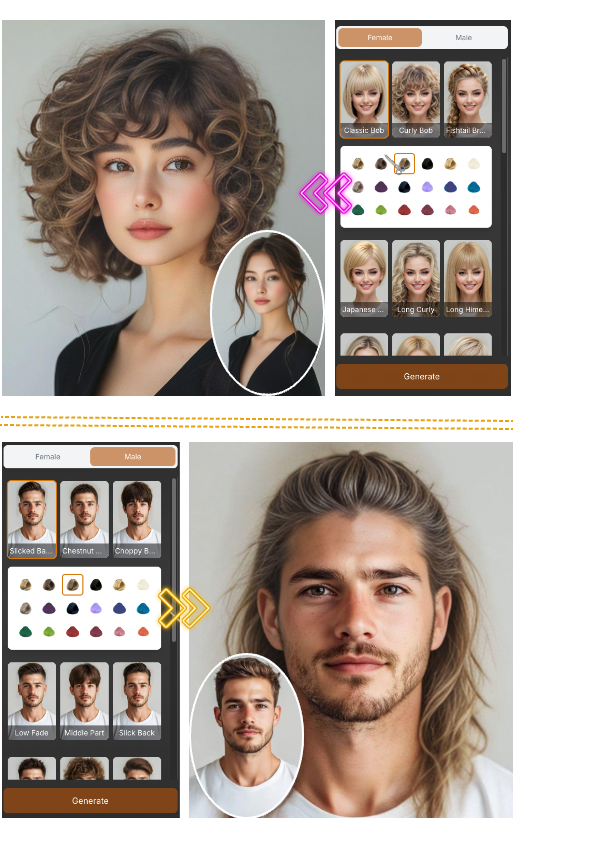 Female Male
Classic Bob Curly Bob Fishtail Br...
Japanese ... Long Curly Long Hime...
Generate
Female Male
Slicked Ba... Chestnut ... Choppy B...
Low Fade Middle Part Slick Back
Generate